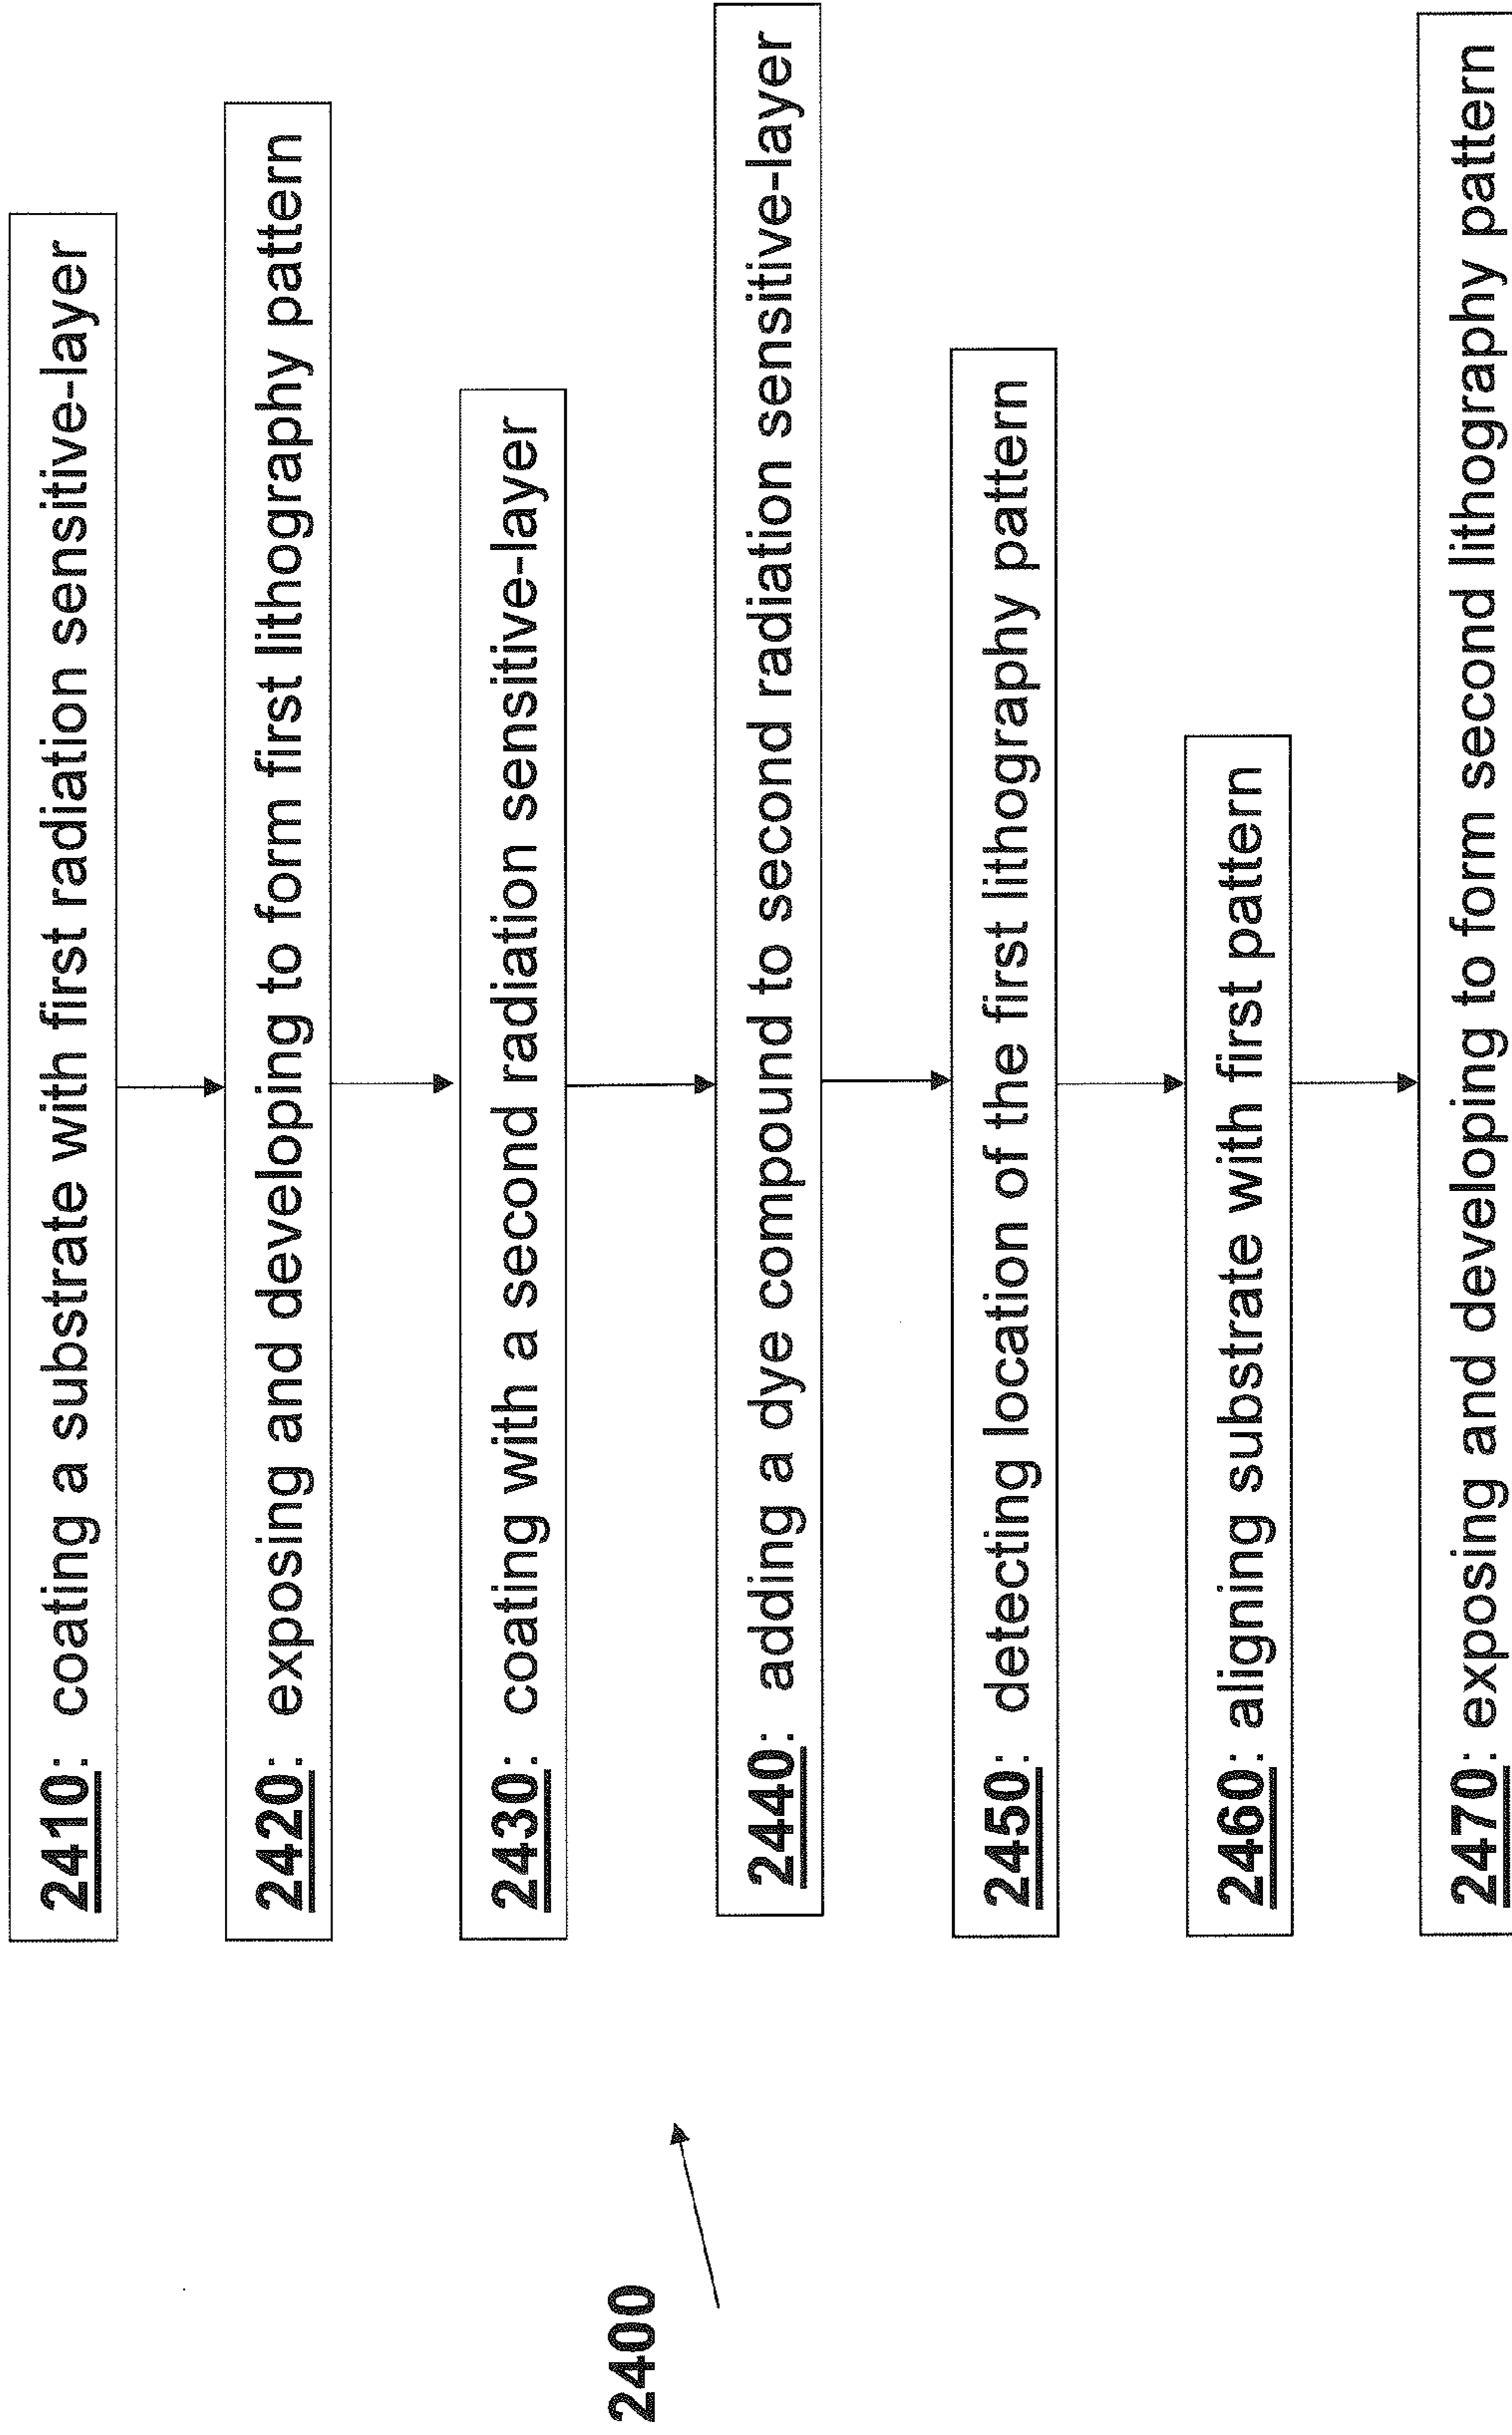 2410: coating a substrate with first radiation sensitive-layer
2420: exposing and developing to form first lithography pattern
2430: coating with a second radiation sensitive-layer
2440: adding a dye compound to second radiation sensitive-layer
2450: detecting location of the first lithography pattern
2460: aligning substrate with first pattern
2470: exposing and developing to form second lithography pattern
2400